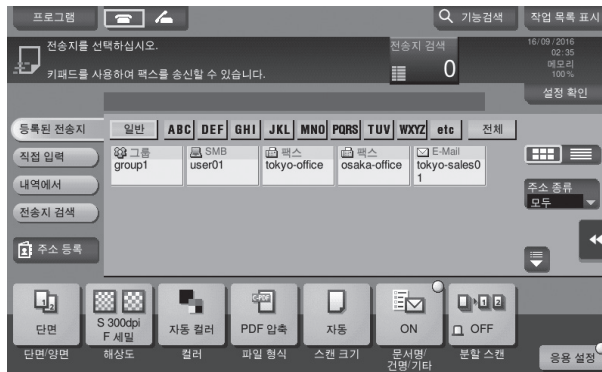 프로그램
기능검색
작업 목록 표시
전송지를 선택하십시오.
키패드를 사용하여 팩스를 송신할 수 있습니다.
전송지 검색
0
16/09/2016
02:35
메모리
100%
설정 확인
등록된 전송지
일반 ABC DEF GHI JKL MNO PQRS TUV WXYZ etc 전체
직접 입력
내역에서
전송지 검색
주소 등록
그룹
group1
SMB
user01
팩스
tokyo-office
팩스
osaka-office
E-Mail
tokyo-sales0
1
주소 종류
모두
1 2
단면
단면/양면
S 300dpi
F 세밀
해상도
자동 컬러
컬러
C-PDF
PDF 압축
파일 형식
자동
스캔 크기
ON
문서명/
건명/기타
1 2
OFF
분할 스캔
응용 설정